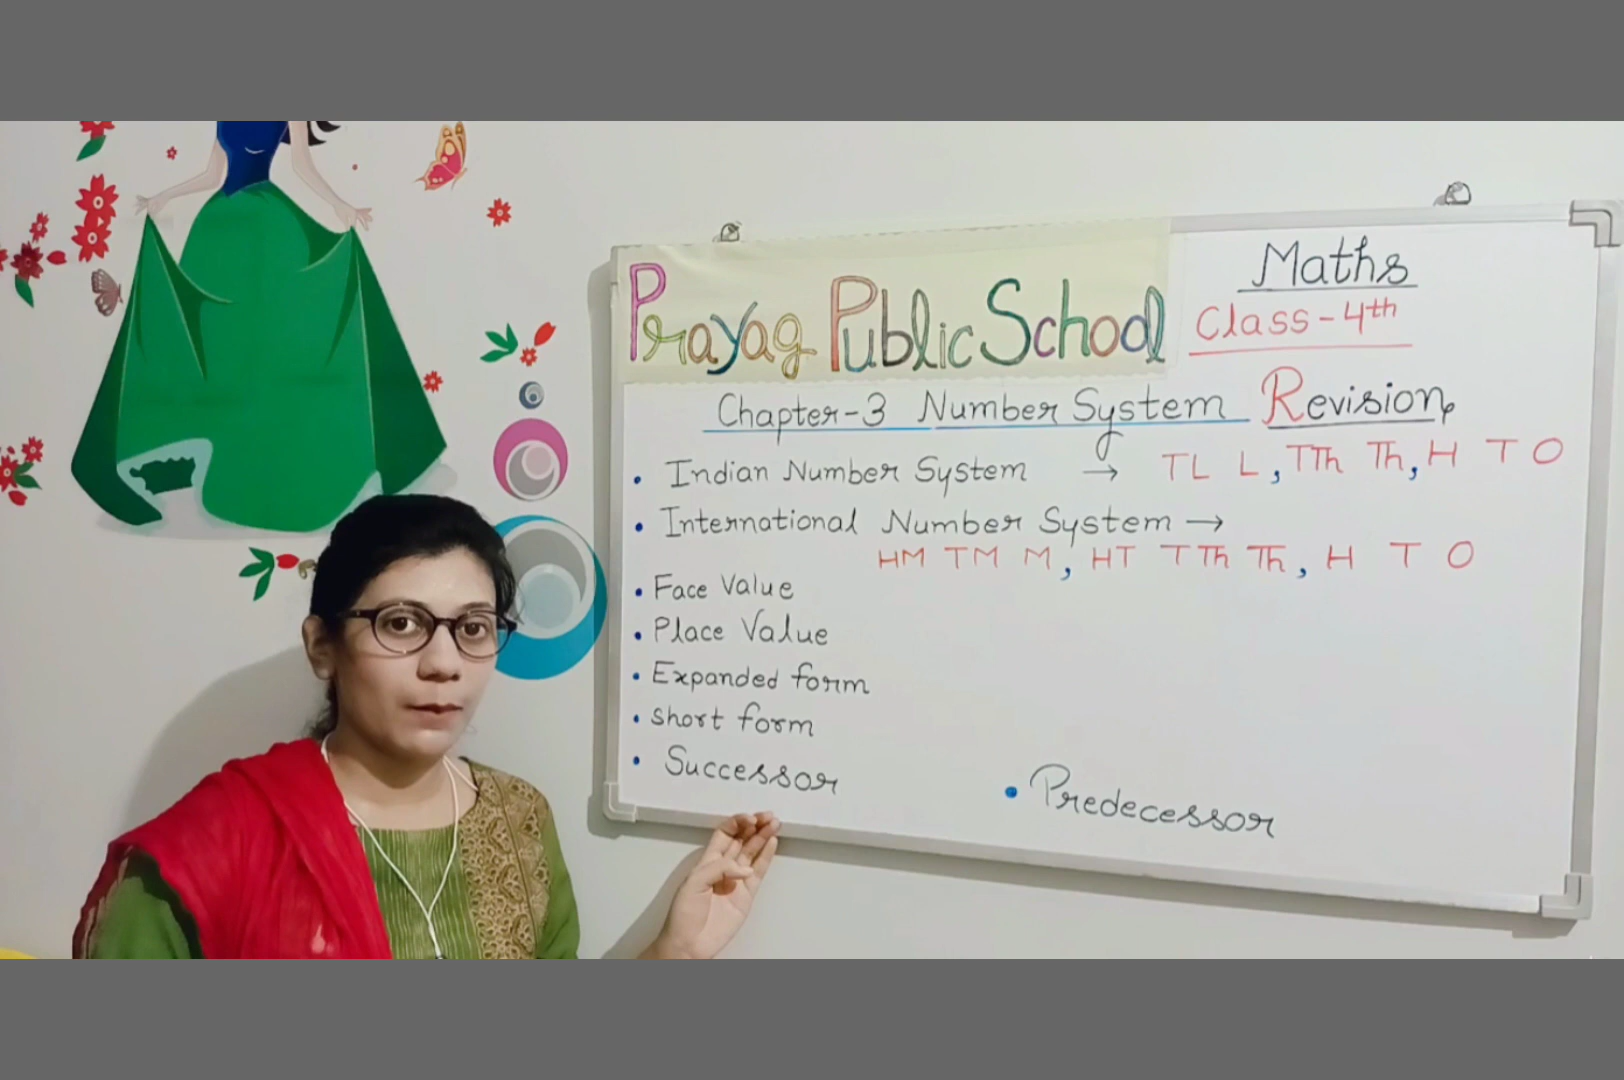 Prayag Public School
Maths
Class-4th
Chapter-3 Number System Revision
• Indian Number System → TL L, TTh Th, H T O
• International Number System →
HM TM M, HT TTh Th, H T O
• Face Value
• Place Value
• Expanded form
• Short form
• Successor • Predecessor